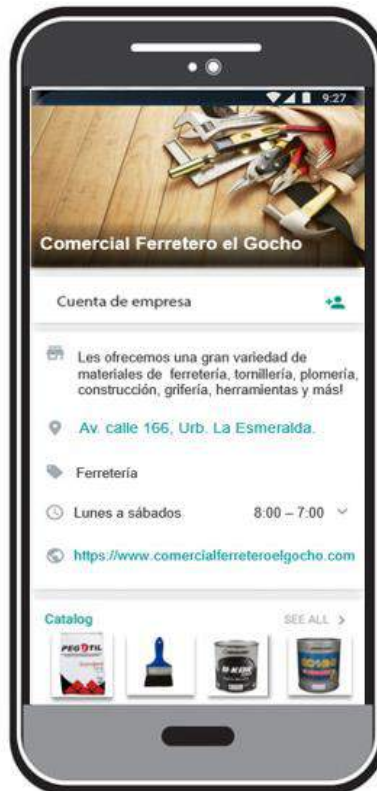 9:27
Comercial Ferretero el Gocho
Cuenta de empresa
Les ofrecemos una gran variedad de
materiales de ferretería, tornillería, plomería,
construcción, grifería, herramientas y más!
Av. calle 166, Urb. La Esmeralda.
Ferretería
Lunes a sábados 8:00 – 7:00
https://www.comercialferreteroelgocho.com
Catalog SEE ALL >
PEGOTIL